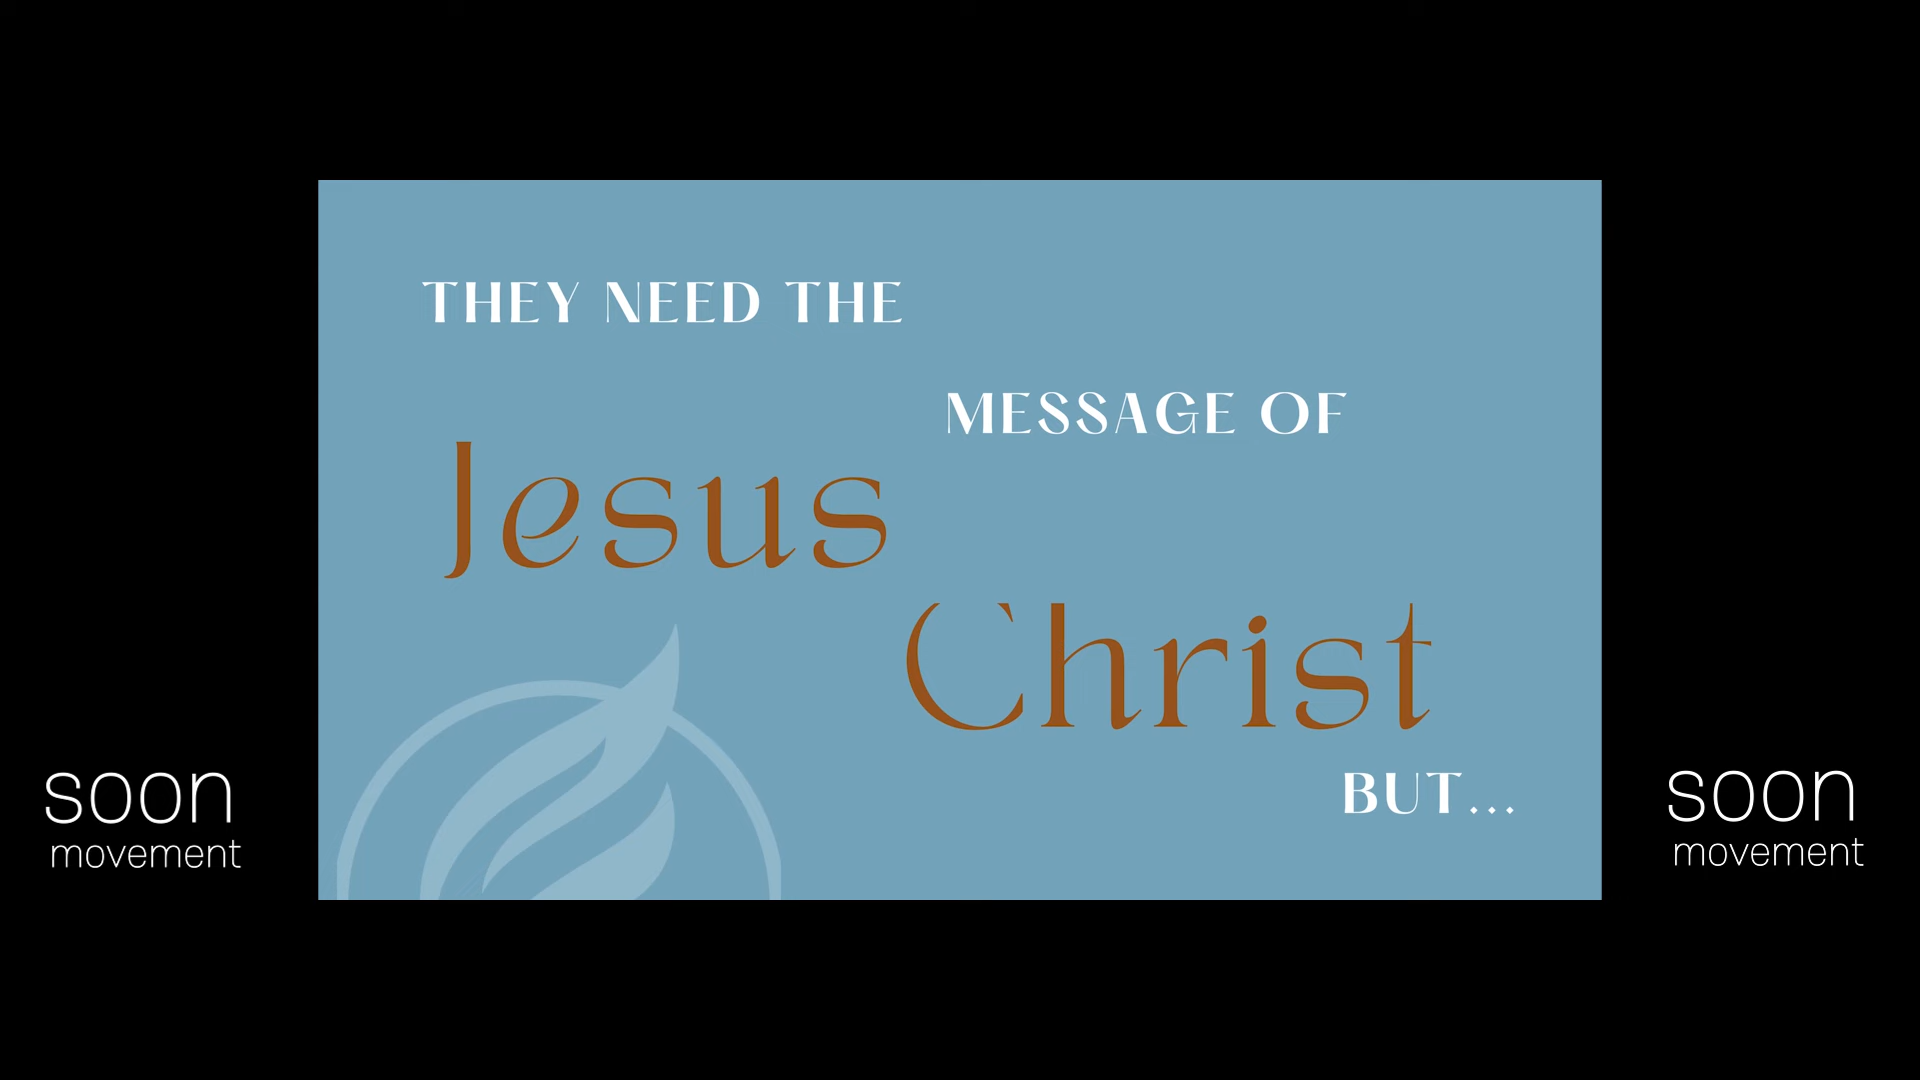 THEY NEED THE
MESSAGE OF
Jesus
Christ
BUT...
soon
movement
soon
movement